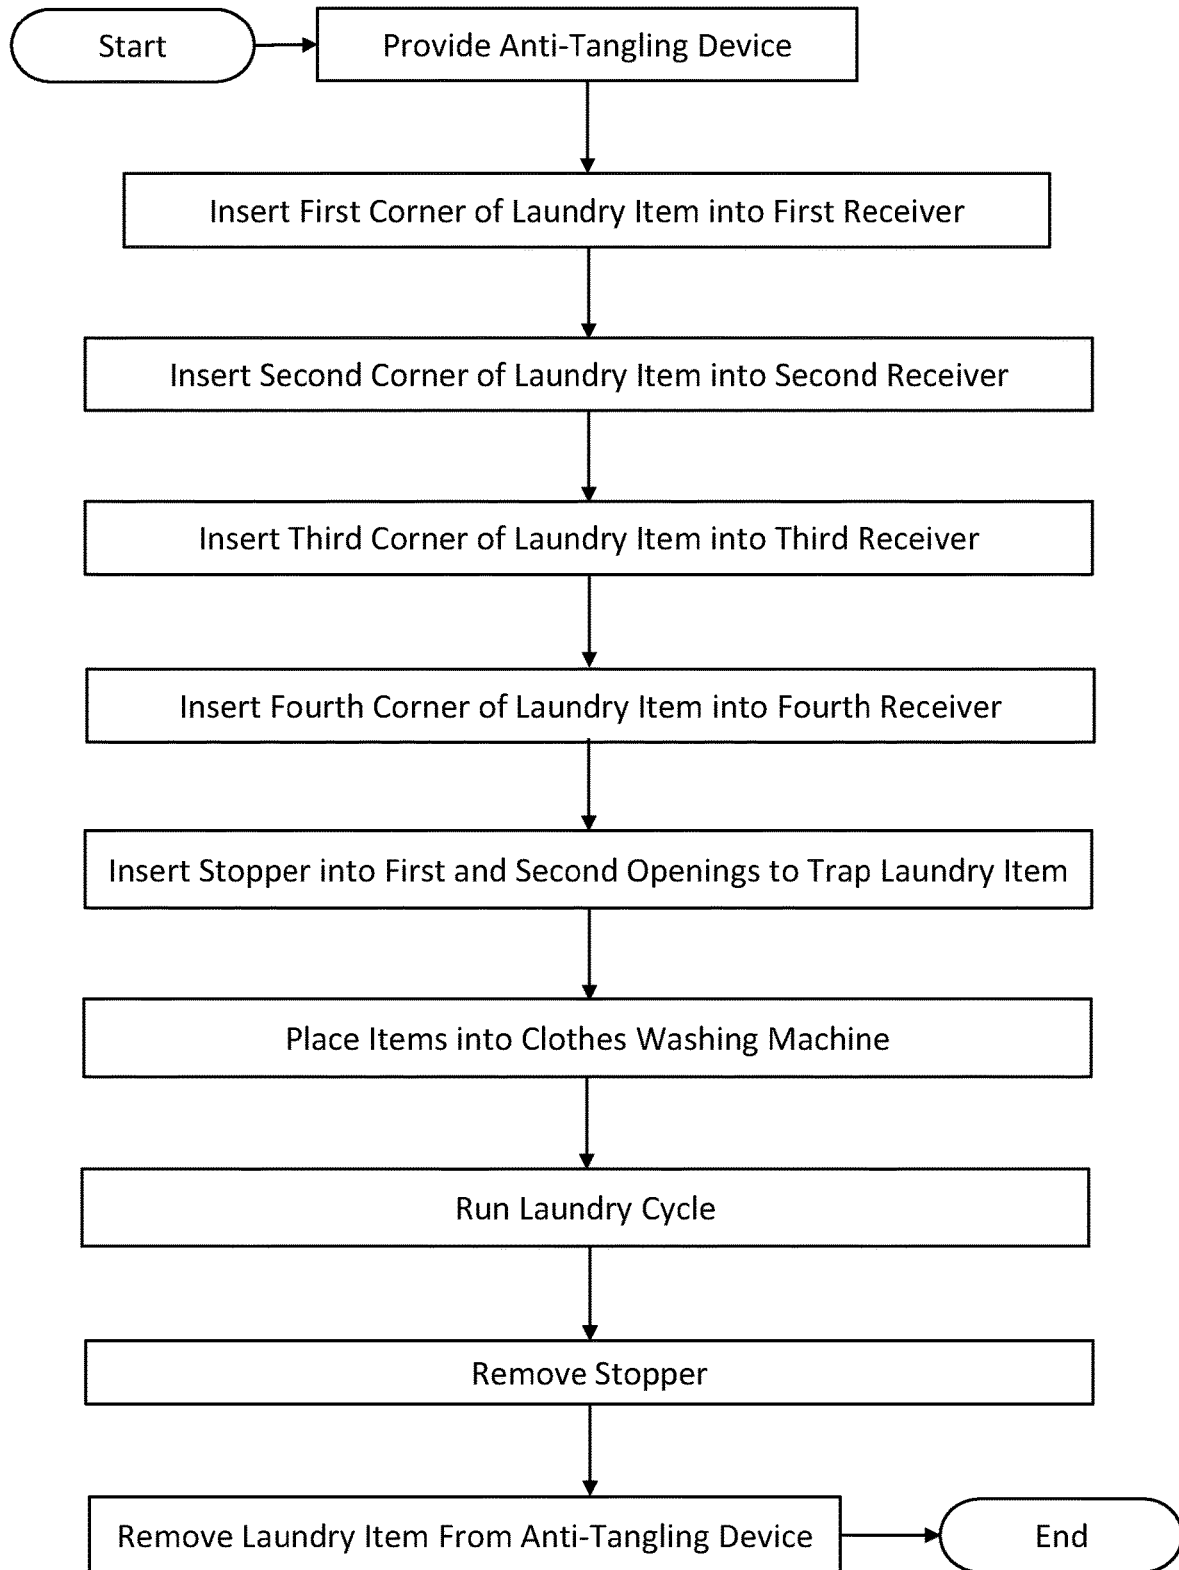 Start
Provide Anti-Tangling Device
Insert First Corner of Laundry Item into First Receiver
Insert Second Corner of Laundry Item into Second Receiver
Insert Third Corner of Laundry Item into Third Receiver
Insert Fourth Corner of Laundry Item into Fourth Receiver
Insert Stopper into First and Second Openings to Trap Laundry Item
Place Items into Clothes Washing Machine
Run Laundry Cycle
Remove Stopper
Remove Laundry Item From Anti-Tangling Device
End